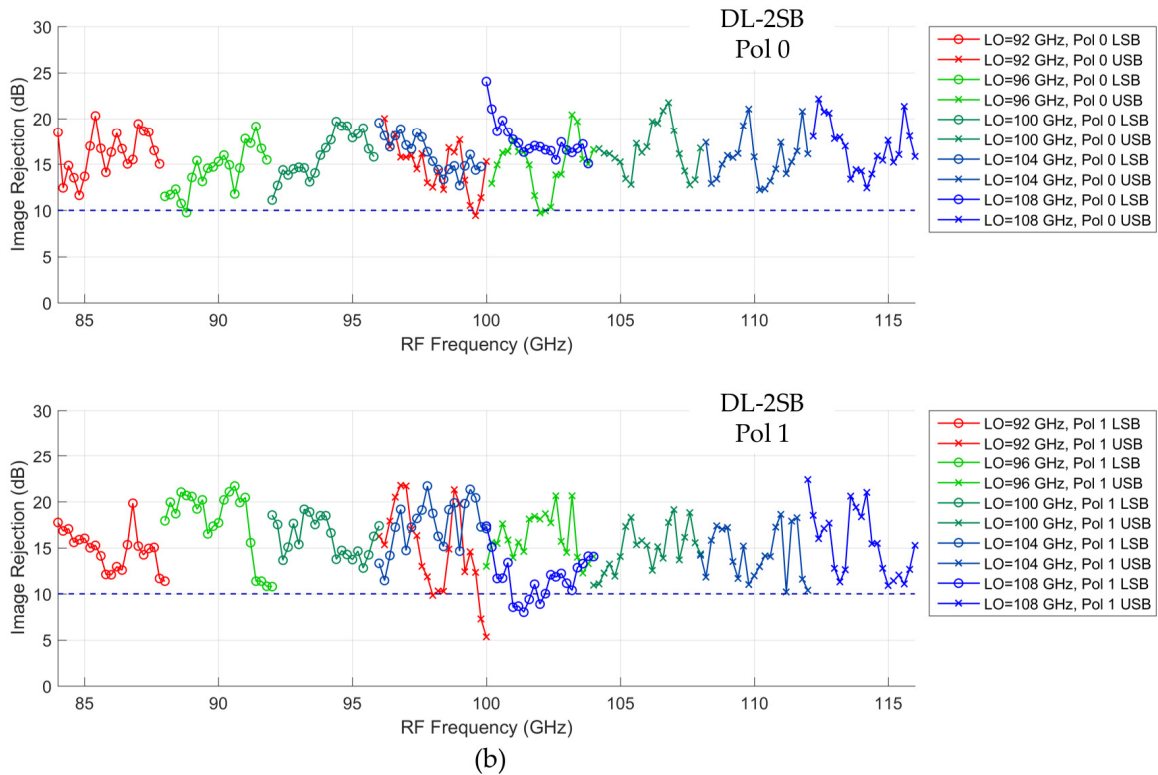 DL-2SB
Pol 0
30
25
20
15
10
5
0
Image Rejection (dB)
85 90 95 100 105 110 115
RF Frequency (GHz)
LO=92 GHz, Pol 0 LSB
LO=92 GHz, Pol 0 USB
LO=96 GHz, Pol 0 LSB
LO=96 GHz, Pol 0 USB
LO=100 GHz, Pol 0 LSB
LO=100 GHz, Pol 0 USB
LO=104 GHz, Pol 0 LSB
LO=104 GHz, Pol 0 USB
LO=108 GHz, Pol 0 LSB
LO=108 GHz, Pol 0 USB
DL-2SB
Pol 1
30
25
20
15
10
5
0
Image Rejection (dB)
85 90 95 100 105 110 115
RF Frequency (GHz)
LO=92 GHz, Pol 1 LSB
LO=92 GHz, Pol 1 USB
LO=96 GHz, Pol 1 LSB
LO=96 GHz, Pol 1 USB
LO=100 GHz, Pol 1 LSB
LO=100 GHz, Pol 1 USB
LO=104 GHz, Pol 1 LSB
LO=104 GHz, Pol 1 USB
LO=108 GHz, Pol 1 LSB
LO=108 GHz, Pol 1 USB
(b)